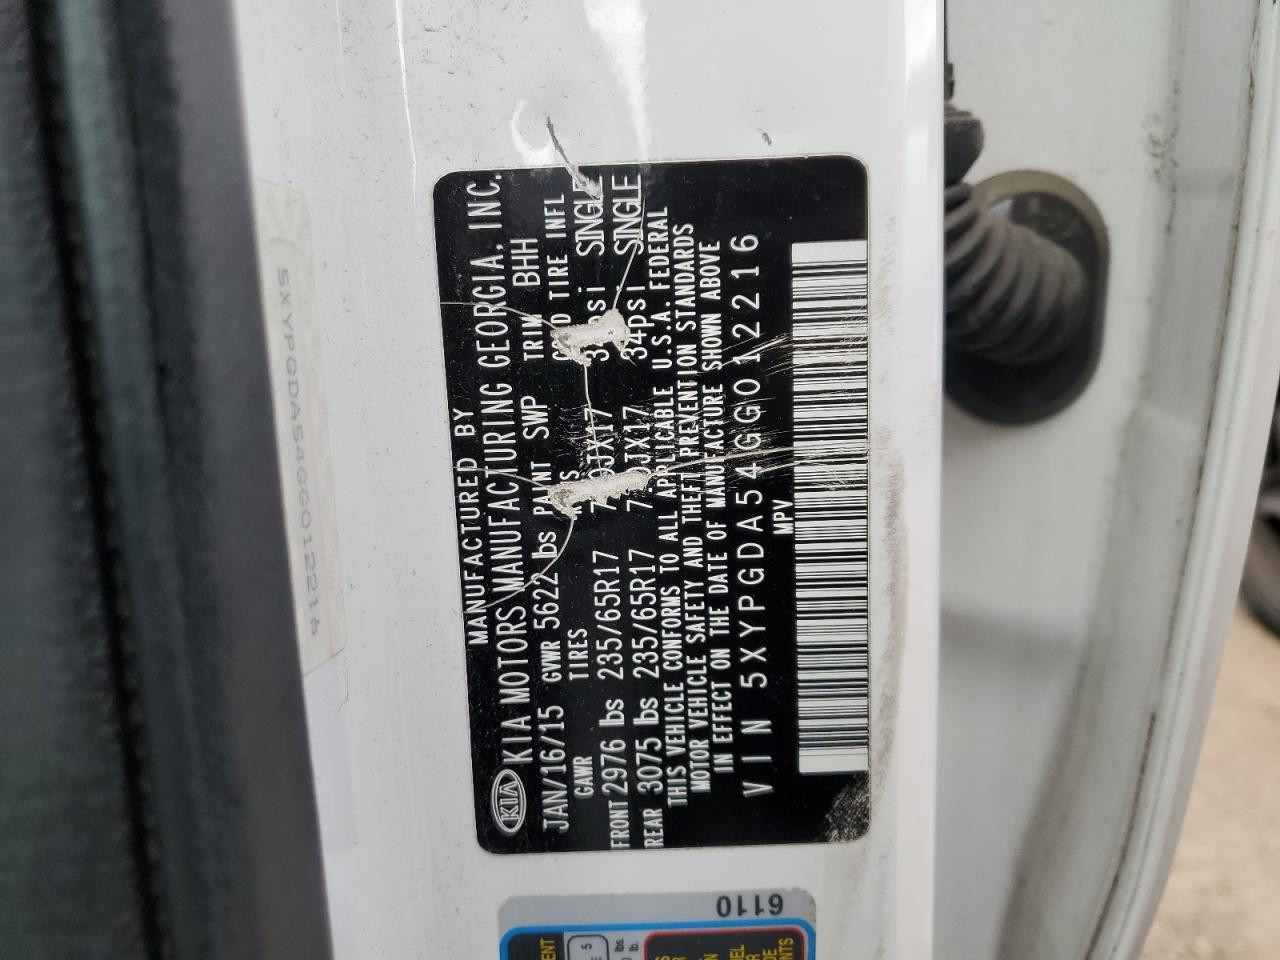 MANUFACTURED BY
KIA KIA MOTORS MANUFACTURING GEORGIA, INC.
JAN/16/15 GVWR 5622 lbs PAINT SWP TRIM BHH
GAWR TIRES COLD TIRE INFL
FRONT 2976 lbs 235/65R17 SINGLE
REAR 3075 lbs 235/65R17 34psi SINGLE
THIS VEHICLE CONFORMS TO ALL APPLICABLE U.S.A. FEDERAL
MOTOR VEHICLE SAFETY AND THEFT PREVENTION STANDARDS
IN EFFECT ON THE DATE OF MANUFACTURE SHOWN ABOVE
VIN 5XYPGDA54GG012216
MPV
5XYPGDA54GG012216
6110